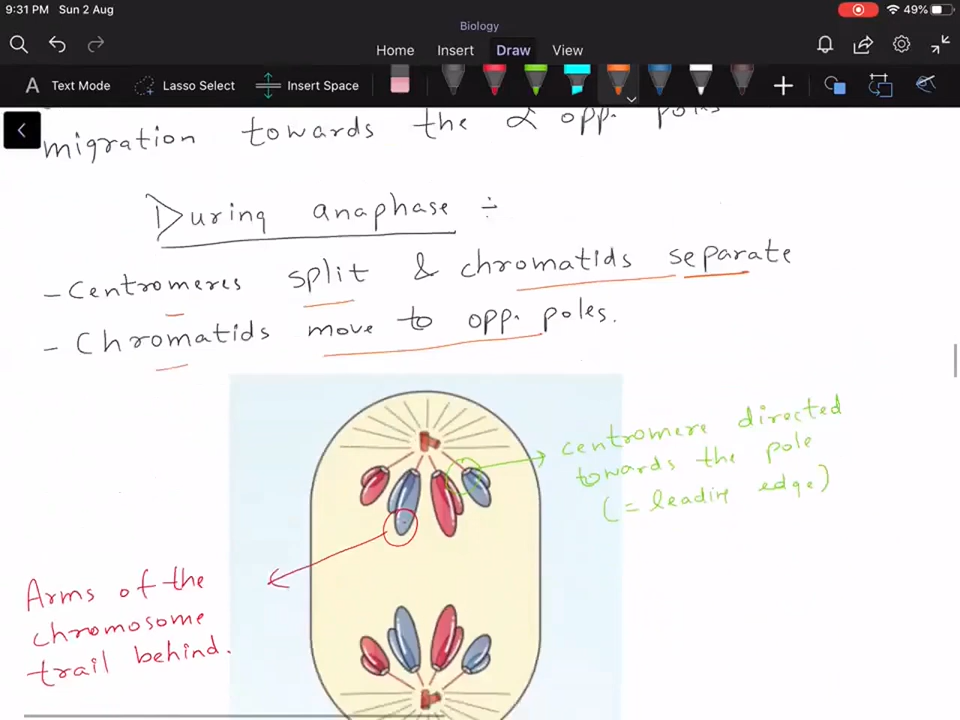 9:31 PM Sun 2 Aug
49%
Biology
Home Insert Draw View
Text Mode Lasso Select Insert Space
migration towards the 2 opp. poles
During anaphase ÷
- Centromeres split & chromatids separate
- Chromatids move to opp. poles.
centromere directed
towards the pole
(= leading edge)
Arms of the
chromosome
trail behind.